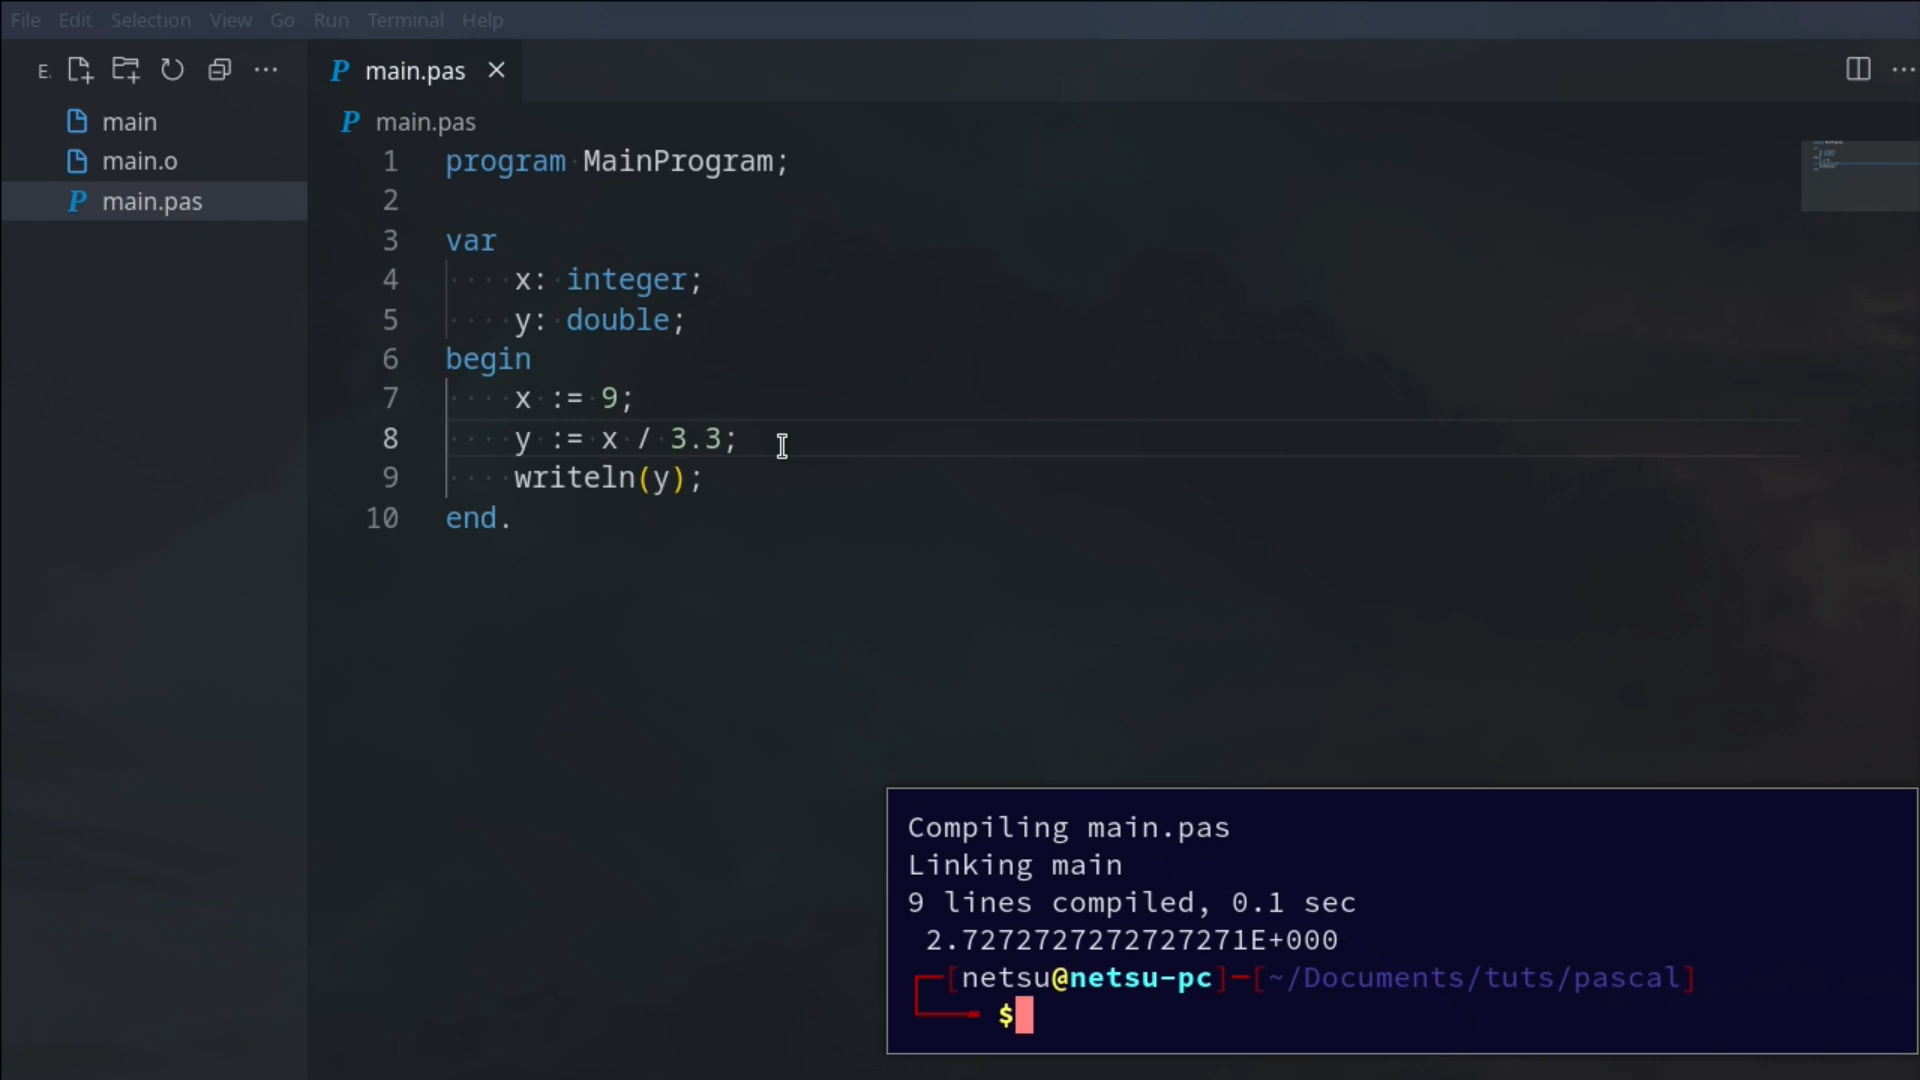 File Edit Selection View Go Run Terminal Help
E. ···
main
main.o
main.pas
main.pas
main.pas
1 program MainProgram;
2
3 var
4 x: integer;
5 y: double;
6 begin
7 x := 9;
8 y := x / 3.3;
9 writeln(y);
10 end.
Compiling main.pas
Linking main
9 lines compiled, 0.1 sec
2.7272727272727271E+000
[netsu@netsu-pc]-[~/Documents/tuts/pascal]
$